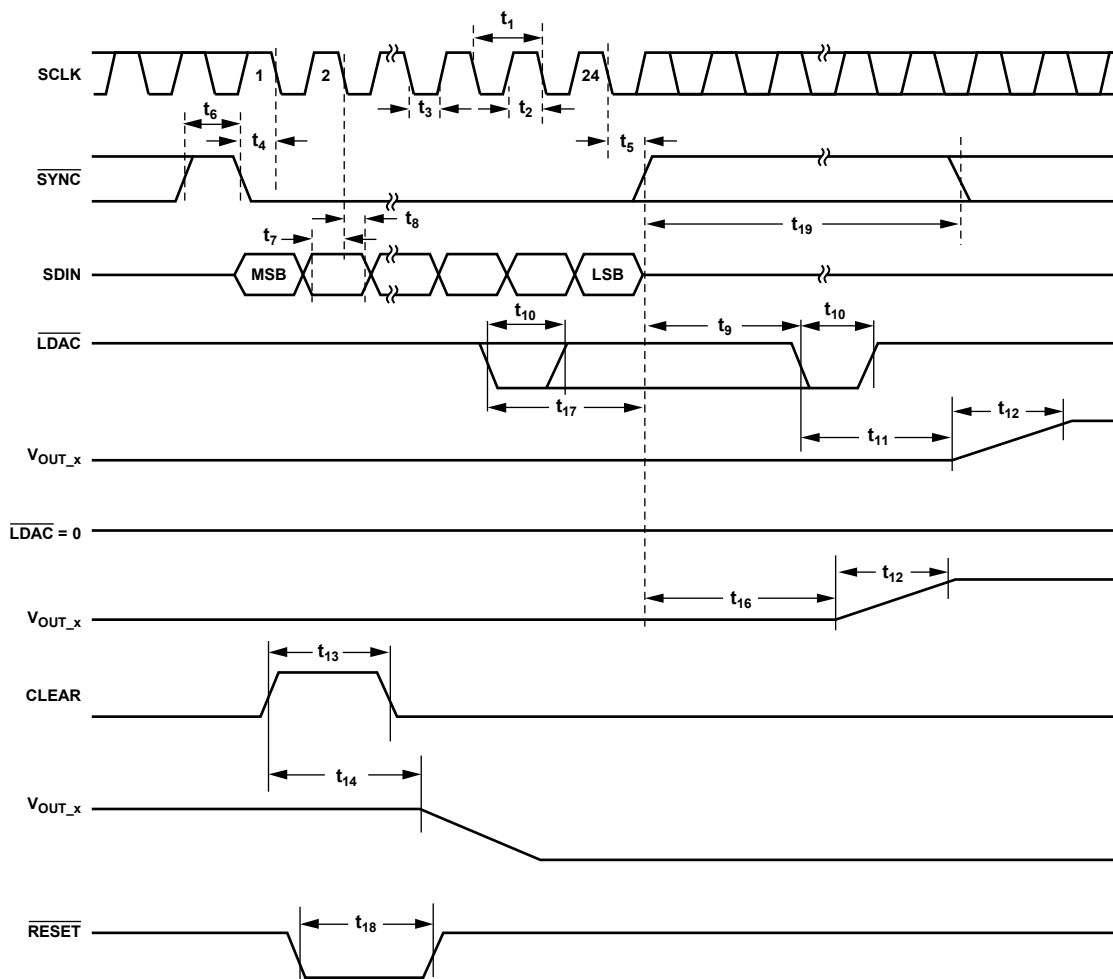 t1
SCLK
1
2
24
t3
t2
t6
t4
t5
SYNC
t19
t8
t7
SDIN
MSB
LSB
t10
t9
t10
LDAC
t17
t12
t11
VOUT_x
LDAC = 0
t12
t16
VOUT_x
t13
CLEAR
t14
VOUT_x
t18
RESET